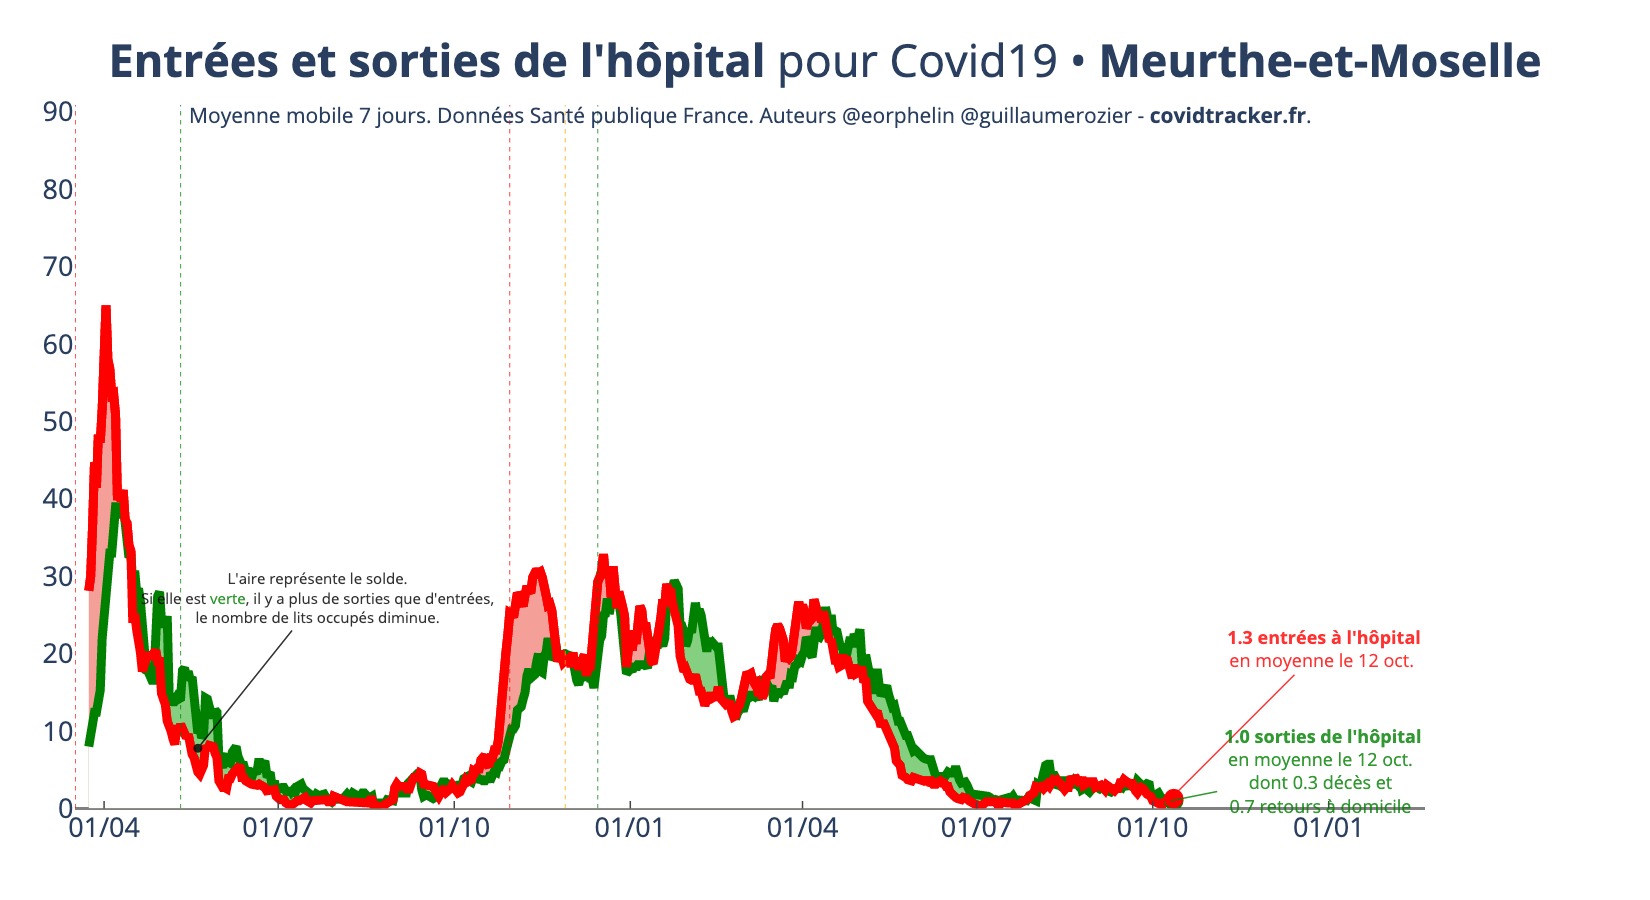 Entrées et sorties de l'hôpital pour Covid19 • Meurthe-et-Moselle
Moyenne mobile 7 jours. Données Santé publique France. Auteurs @eorphelin @guillaumerozier - covidtracker.fr.
90
80
70
60
50
40
30
20
10
0
L'aire représente le solde.
Si elle est verte, il y a plus de sorties que d'entrées,
le nombre de lits occupés diminue.
1.3 entrées à l'hôpital
en moyenne le 12 oct.
1.0 sorties de l'hôpital
en moyenne le 12 oct.
dont 0.3 décès et
0.7 retours à domicile
01/04 01/07 01/10 01/01 01/04 01/07 01/10 01/01